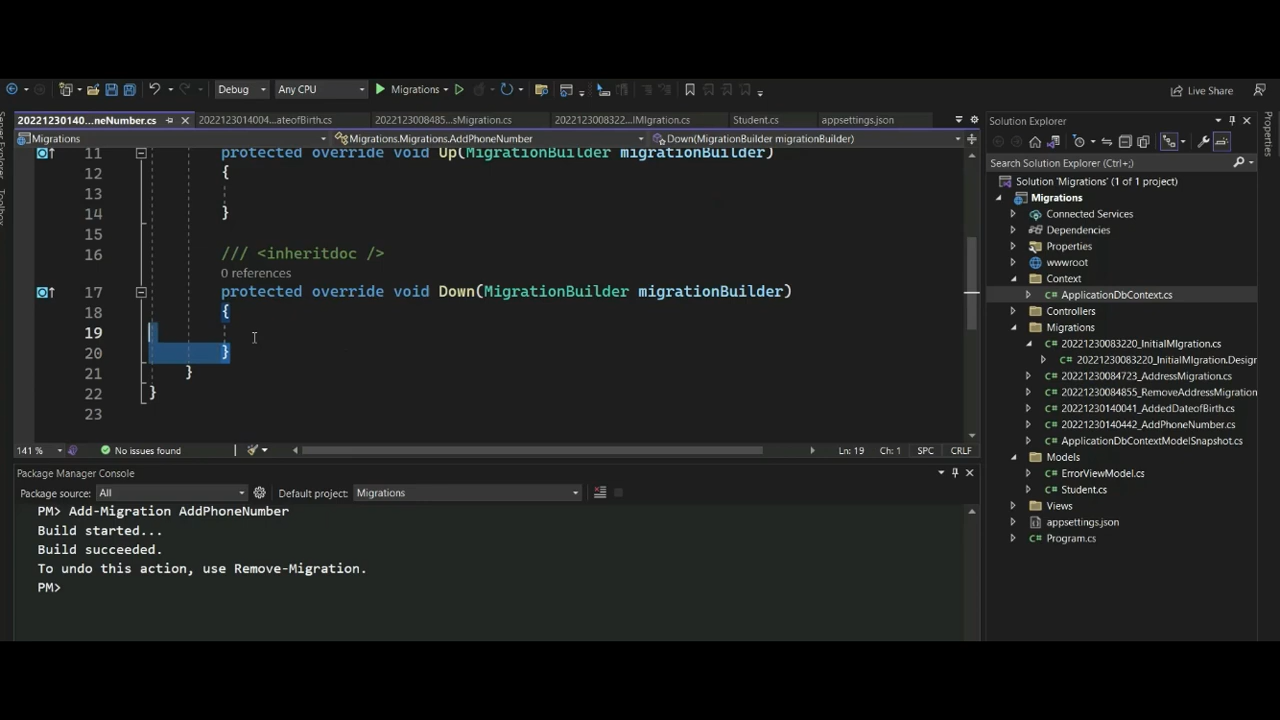 Debug
Any CPU
Migrations
Live Share
20221230140...neNumber.cs
20221230014004...ateofBirth.cs
202212300848 5...sMigration.cs
2022123008322...lMIgration.cs
Student.cs
appsettings.json
Migrations
Migrations.Migrations.AddPhoneNumber
Down(MigrationBuilder migrationBuilder)
11 protected override void Up(MigrationBuilder migrationBuilder)
12 {
13
14 }
15
16 /// <inheritdoc />
0 references
17 protected override void Down(MigrationBuilder migrationBuilder)
18 {
19
20 }
21 }
22 }
23
141 %
No issues found
Ln: 19
Ch: 1
SPC
CRLF
Package Manager Console
Package source: All
Default project: Migrations
PM> Add-Migration AddPhoneNumber
Build started...
Build succeeded.
To undo this action, use Remove-Migration.
PM>
Solution Explorer
Search Solution Explorer (Ctrl+;)
Solution 'Migrations' (1 of 1 project)
Migrations
Connected Services
Dependencies
Properties
wwwroot
Context
ApplicationDbContext.cs
Controllers
Migrations
20221230083220_InitialMIgration.cs
20221230083220_InitialMIgration.Design
20221230084723_AddressMigration.cs
20221230084855_RemoveAddressMigration
20221230140041_AddedDateofBirth.cs
20221230140442_AddPhoneNumber.cs
ApplicationDbContextModelSnapshot.cs
Models
ErrorViewModel.cs
Student.cs
Views
appsettings.json
Program.cs
Properties
Server Explorer
Toolbox